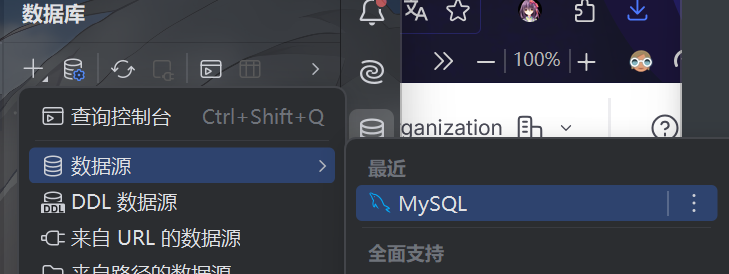 数据库
100%
查询控制台 Ctrl+Shift+Q
ganization
数据源
最近
DDL 数据源
MySQL
来自 URL 的数据源
全面支持
来自路径的数据源